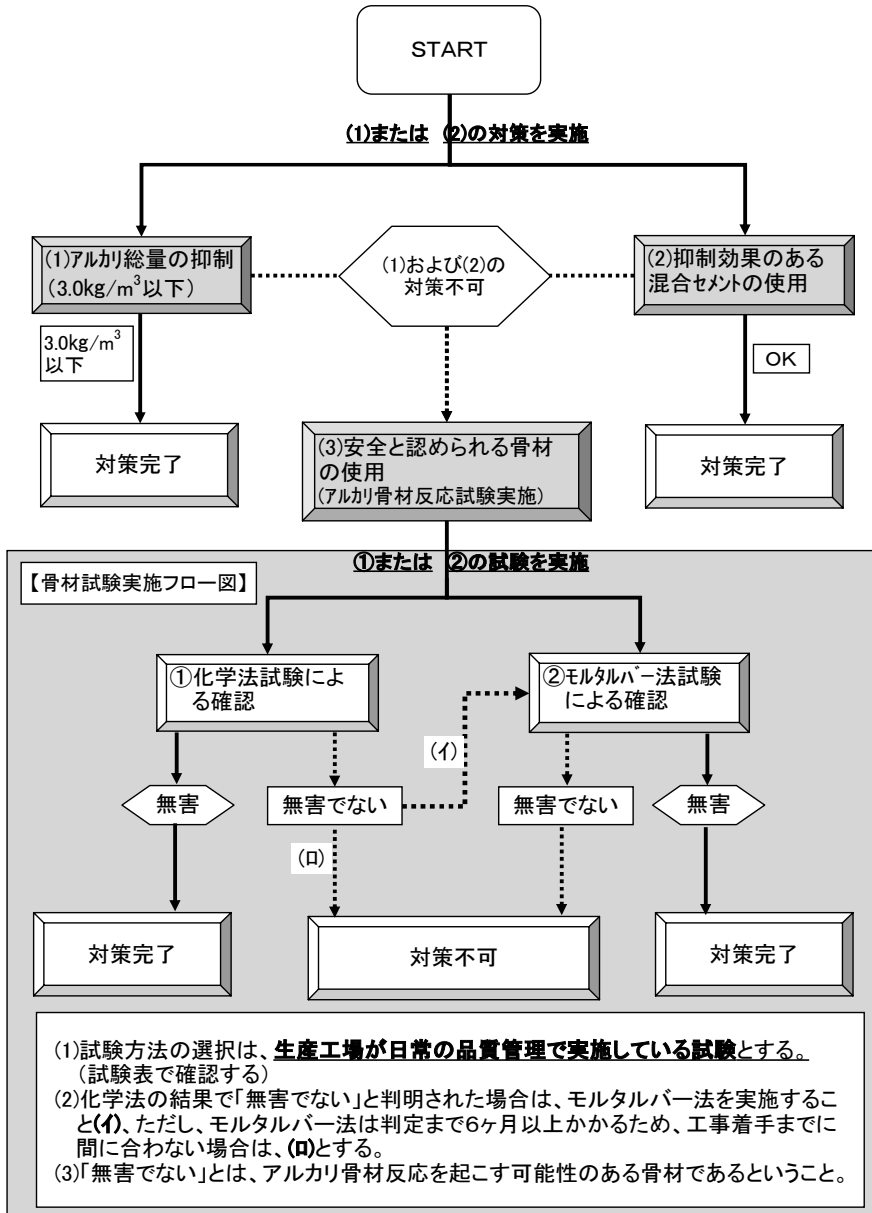 START
(1)または (2)の対策を実施
(1)アルカリ総量の抑制
(3.0kg/m³以下)
(1)および(2)の
対策不可
(2)抑制効果のある
混合セメントの使用
3.0kg/m³
以下
OK
対策完了
(3)安全と認められる骨材
の使用
(アルカリ骨材反応試験実施)
対策完了
①または ②の試験を実施
【骨材試験実施フロー図】
①化学法試験によ
る確認
②モルタルバー法試験
による確認
(イ)
無害
無害でない
無害でない
無害
(ロ)
対策完了
対策不可
対策完了
(1)試験方法の選択は、生産工場が日常の品質管理で実施している試験とする。
(試験表で確認する)
(2)化学法の結果で「無害でない」と判明された場合は、モルタルバー法を実施するこ
と(イ)、ただし、モルタルバー法は判定まで6ヶ月以上かかるため、工事着手までに
間に合わない場合は、(ロ)とする。
(3)「無害でない」とは、アルカリ骨材反応を起こす可能性のある骨材であるということ。